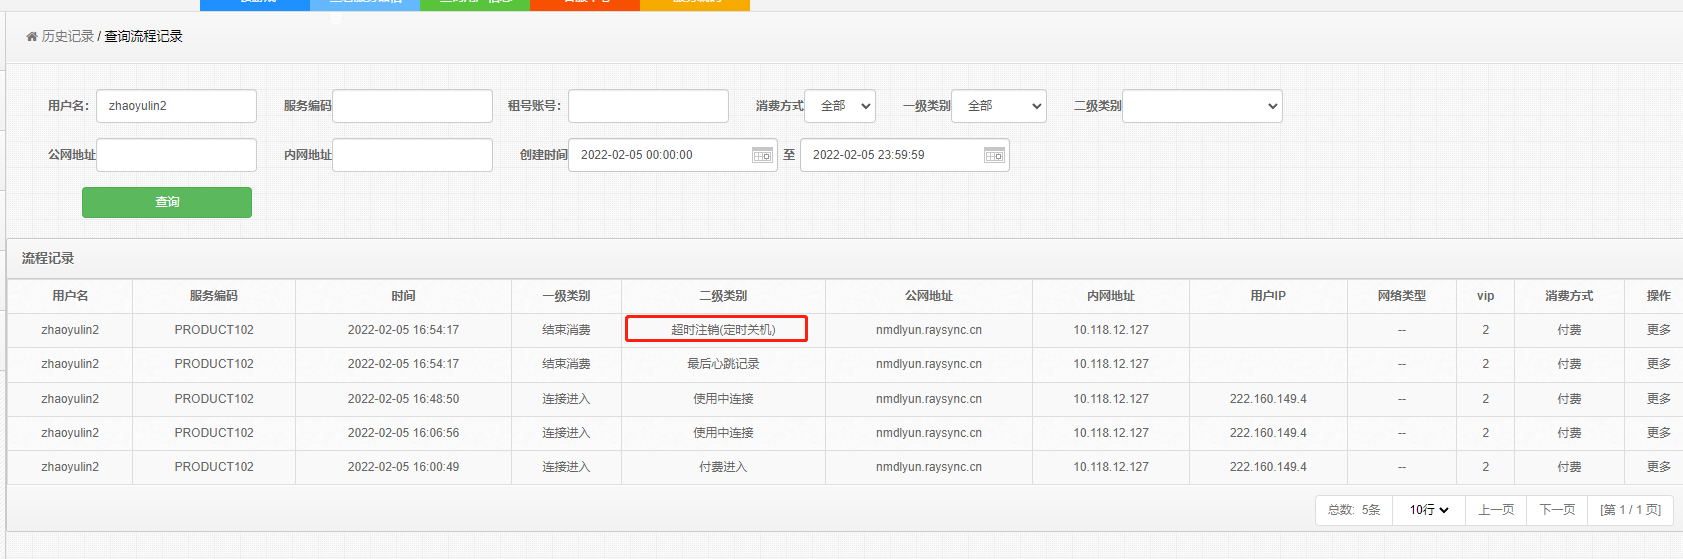 历史记录 / 查询流程记录
用户名: zhaoyulin2 服务编码 租号账号: 消费方式 全部 一级类别 全部 二级类别
公网地址 内网地址 创建时间 2022-02-05 00:00:00 至 2022-02-05 23:59:59
查询
流程记录
用户名 服务编码 时间 一级类别 二级类别 公网地址 内网地址 用户IP 网络类型 vip 消费方式 操作
zhaoyulin2 PRODUCT102 2022-02-05 16:54:17 结束消费 超时注销(定时关机) nmdlyun.raysync.cn 10.118.12.127 -- 2 付费 更多
zhaoyulin2 PRODUCT102 2022-02-05 16:54:17 结束消费 最后心跳记录 nmdlyun.raysync.cn 10.118.12.127 -- 2 付费 更多
zhaoyulin2 PRODUCT102 2022-02-05 16:48:50 连接进入 使用中连接 nmdlyun.raysync.cn 10.118.12.127 222.160.149.4 -- 2 付费 更多
zhaoyulin2 PRODUCT102 2022-02-05 16:06:56 连接进入 使用中连接 nmdlyun.raysync.cn 10.118.12.127 222.160.149.4 -- 2 付费 更多
zhaoyulin2 PRODUCT102 2022-02-05 16:00:49 连接进入 付费进入 nmdlyun.raysync.cn 10.118.12.127 222.160.149.4 -- 2 付费 更多
总数: 5条 10行 上一页 下一页 [第 1 / 1 页]